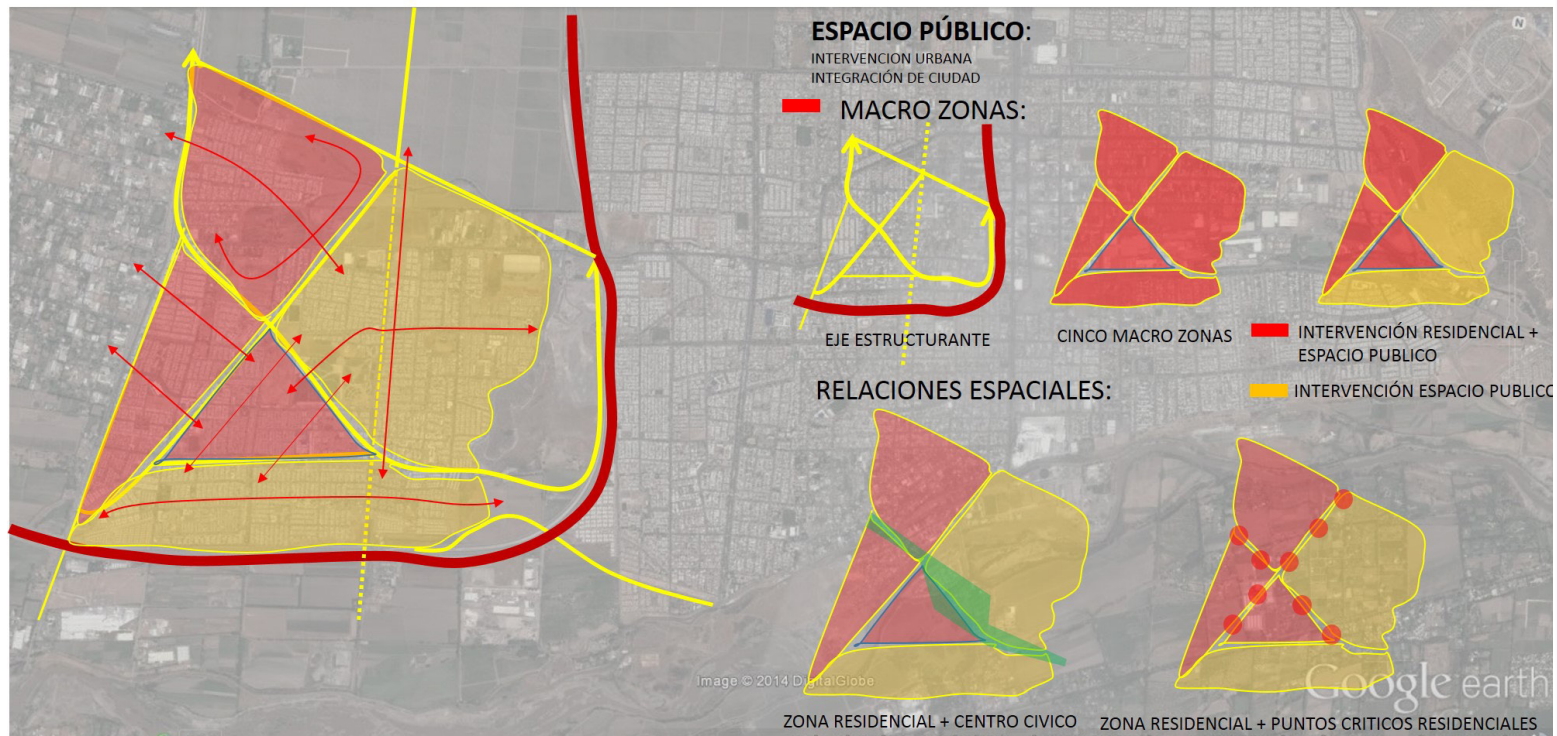 ESPACIO PÚBLICO:
INTERVENCION URBANA
INTEGRACIÓN DE CIUDAD
MACRO ZONAS:
EJE ESTRUCTURANTE
CINCO MACRO ZONAS
INTERVENCIÓN RESIDENCIAL +
ESPACIO PUBLICO
INTERVENCIÓN ESPACIO PUBLICO
RELACIONES ESPACIALES:
ZONA RESIDENCIAL + CENTRO CIVICO
ZONA RESIDENCIAL + PUNTOS CRITICOS RESIDENCIALES
Image © 2014 DigitalGlobe
Google earth
N